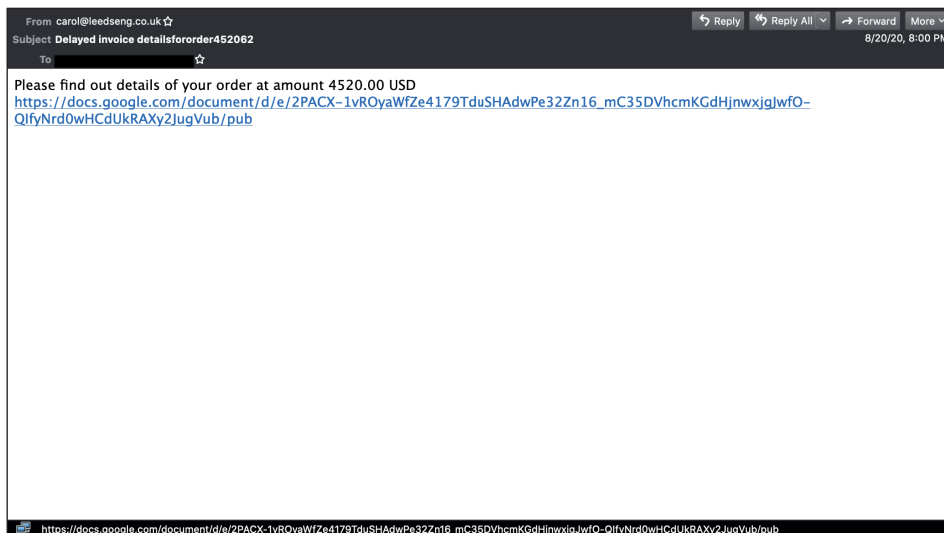 From carol@leedseng.co.uk
Reply
Reply All
Forward
More
Subject Delayed invoice detailsfororder452062
8/20/20, 8:00 PM
To
Please find out details of your order at amount 4520.00 USD
https://docs.google.com/document/d/e/2PACX-1vROyaWfZe4179TduSHAdwPe32Zn16_mC35DVhcmKGdHjnwxjgJwfO-
QIfyNrd0wHCdUkRAXy2JugVub/pub
https://docs.google.com/document/d/e/2PACX-1vROyaWfZe4179TduSHAdwPe32Zn16_mC35DVhcmKGdHjnwxjgJwfO-QIfyNrd0wHCdUkRAXy2JugVub/pub